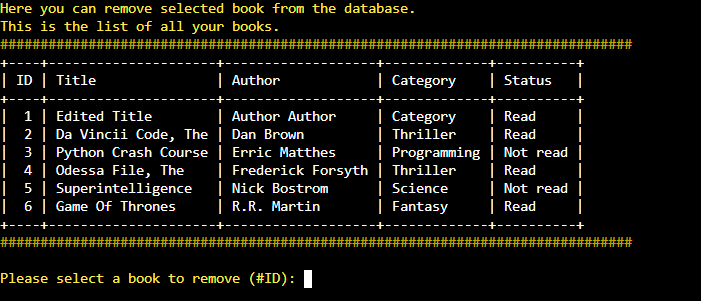 Here you can remove selected book from the database.
This is the list of all your books.
################################################################################
+----+---------------------+--------------------+-------------+----------+
| ID | Title               | Author             | Category    | Status   |
+----+---------------------+--------------------+-------------+----------+
|  1 | Edited Title        | Author Author      | Category    | Read     |
|  2 | Da Vincii Code, The | Dan Brown          | Thriller    | Read     |
|  3 | Python Crash Course | Erric Matthes      | Programming | Not read |
|  4 | Odessa File, The    | Frederick Forsyth  | Thriller    | Read     |
|  5 | Superintelligence   | Nick Bostrom       | Science     | Not read |
|  6 | Game Of Thrones     | R.R. Martin        | Fantasy     | Read     |
+----+---------------------+--------------------+-------------+----------+
################################################################################
Please select a book to remove (#ID):